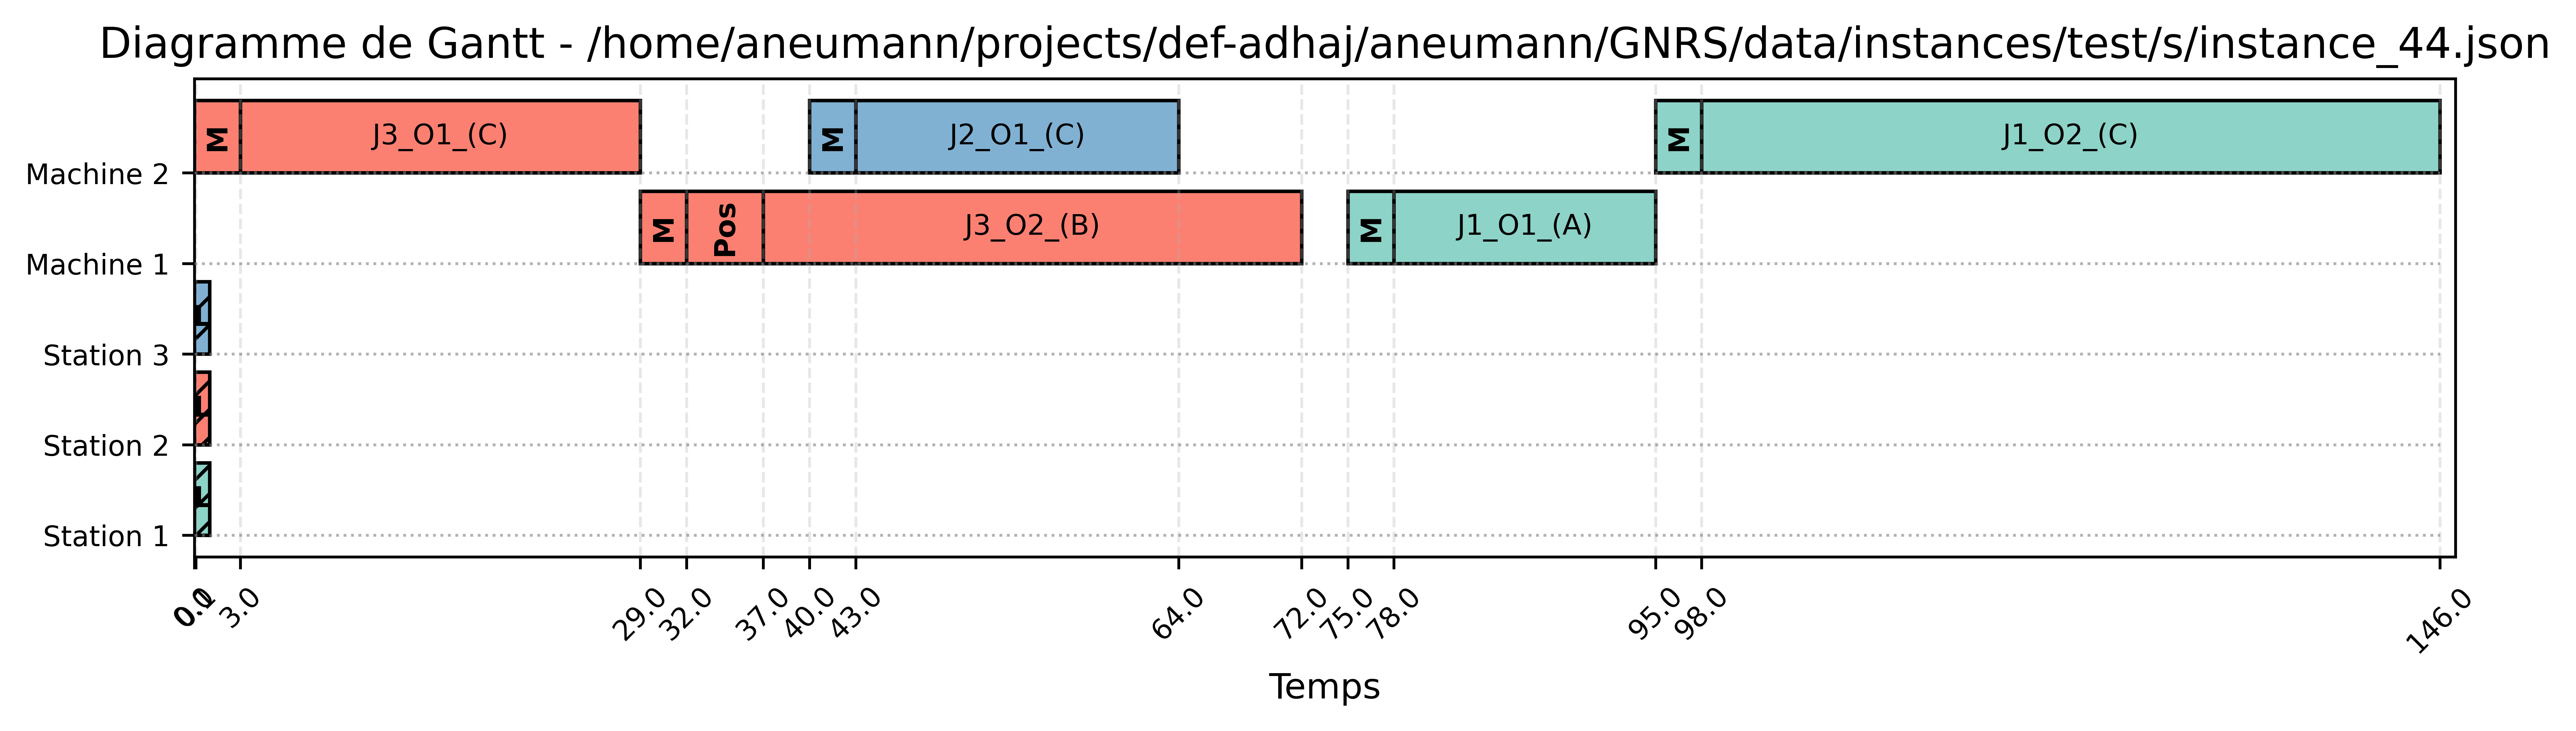 Diagramme de Gantt - /home/aneumann/projects/def-adhaj/aneumann/GNRS/data/instances/test/s/instance_44.json
M J3_O1_(C) M J2_O1_(C) M J1_O2_(C)
Machine 2
M Pos J3_O2_(B) M J1_O1_(A)
Machine 1
Station 3
Station 2
Station 1
3.0 29.0 32.0 37.0 40.0 43.0 64.0 72.0 75.0 78.0 95.0 98.0 146.0
Temps